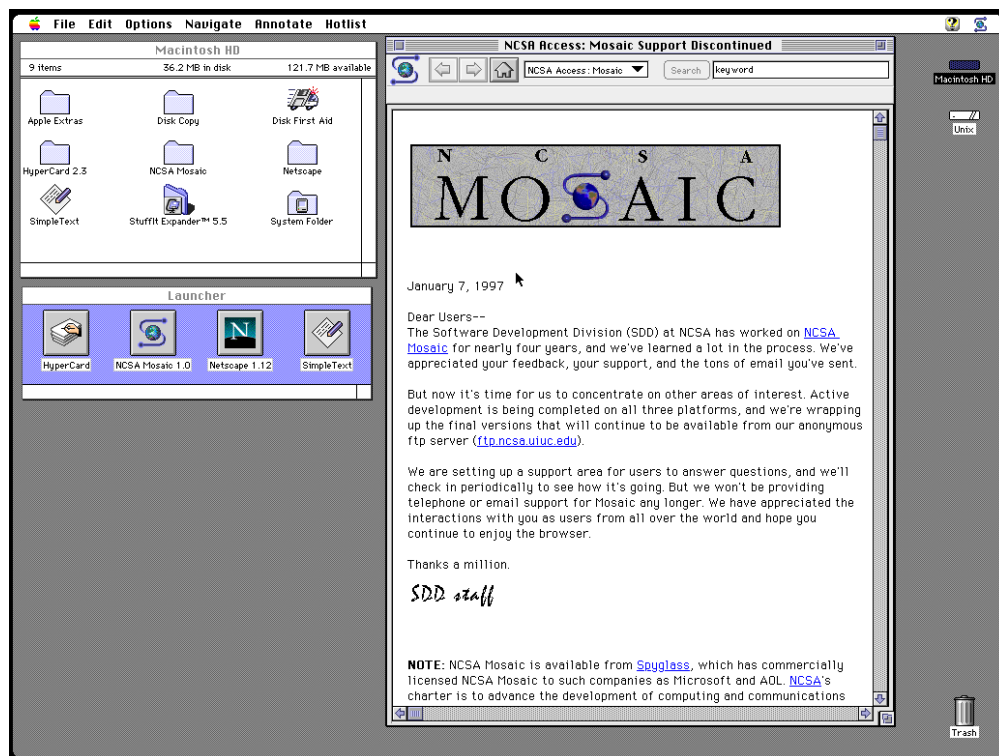 File Edit Options Navigate Annotate Hotlist
Macintosh HD
9 items 36.2 MB in disk 121.7 MB available
Apple Extras Disk Copy Disk First Aid
HyperCard 2.3 NCSA Mosaic Netscape
SimpleText StuffIt Expander™ 5.5 System Folder
Launcher
N
HyperCard NCSA Mosaic 1.0 Netscape 1.12 SimpleText
NCSA Access: Mosaic Support Discontinued
NCSA Access: Mosaic Search keyword
N C S A
MOSAIC
January 7, 1997
Dear Users--
The Software Development Division (SDD) at NCSA has worked on NCSA
Mosaic for nearly four years, and we've learned a lot in the process. We've
appreciated your feedback, your support, and the tons of email you've sent.
But now it's time for us to concentrate on other areas of interest. Active
development is being completed on all three platforms, and we're wrapping
up the final versions that will continue to be available from our anonymous
ftp server (ftp.ncsa.uiuc.edu).
We are setting up a support area for users to answer questions, and we'll
check in periodically to see how it's going. But we won't be providing
telephone or email support for Mosaic any longer. We have appreciated the
interactions with you as users from all over the world and hope you
continue to enjoy the browser.
Thanks a million.
SDD staff
NOTE: NCSA Mosaic is available from Spyglass, which has commercially
licensed NCSA Mosaic to such companies as Microsoft and AOL. NCSA's
charter is to advance the development of computing and communications
Macintosh HD
Unix
Trash